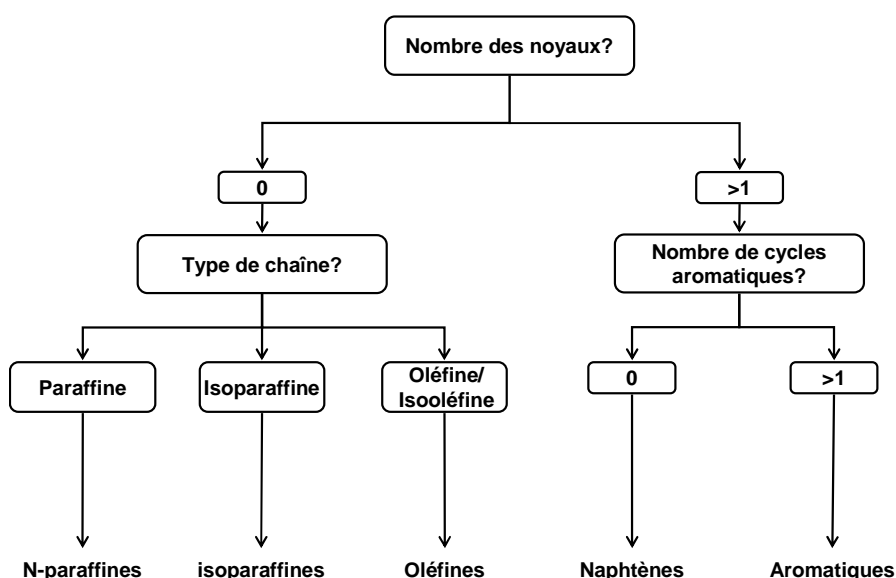 Nombre des noyaux?
0
>1
Type de chaîne?
Nombre de cycles
aromatiques?
Paraffine
Isoparaffine
Oléfine/
Isooléfine
0
>1
N-paraffines
isoparaffines
Oléfines
Naphtènes
Aromatiques